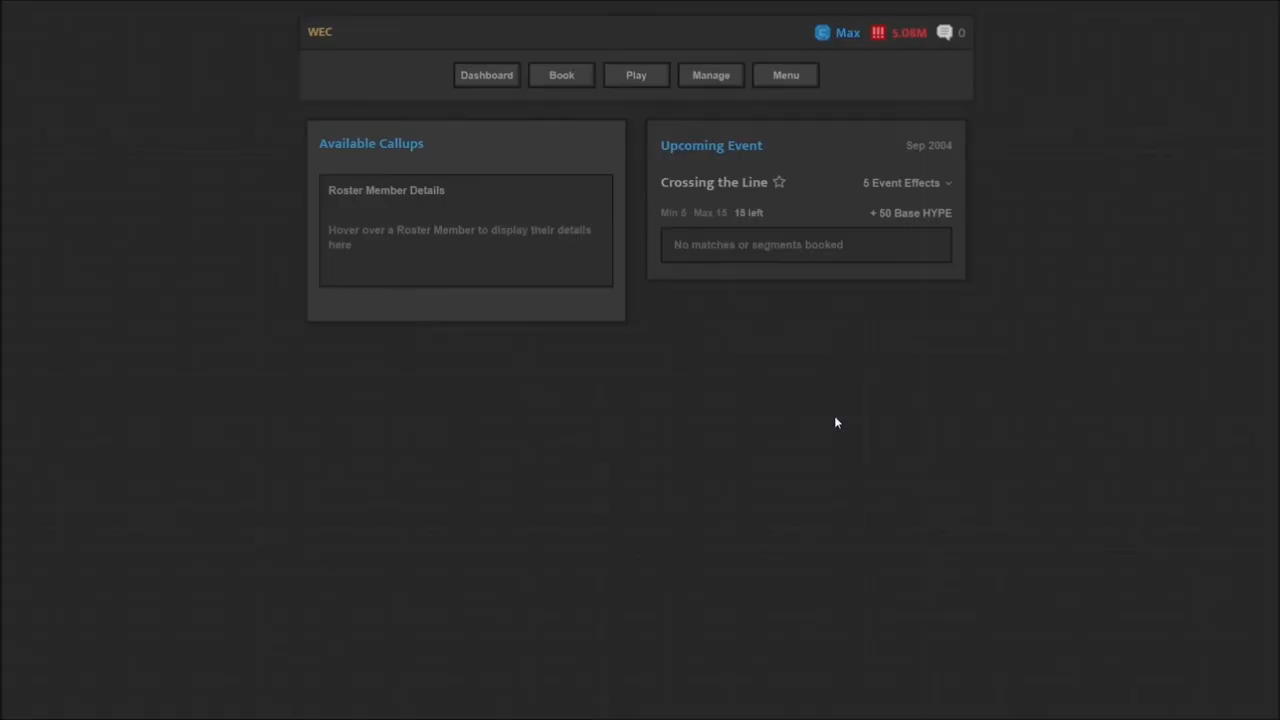 WEC
Max
5.08M
0
Dashboard
Book
Play
Manage
Menu
Available Callups
Roster Member Details
Hover over a Roster Member to display their details
here
Upcoming Event
Sep 2004
Crossing the Line
5 Event Effects
Min 5 Max 15 15 left
+ 50 Base HYPE
No matches or segments booked